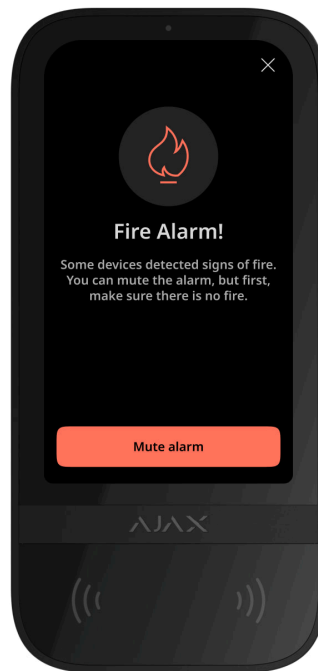 Fire Alarm!
Some devices detected signs of fire.
You can mute the alarm, but first,
make sure there is no fire.
Mute alarm
AJAX